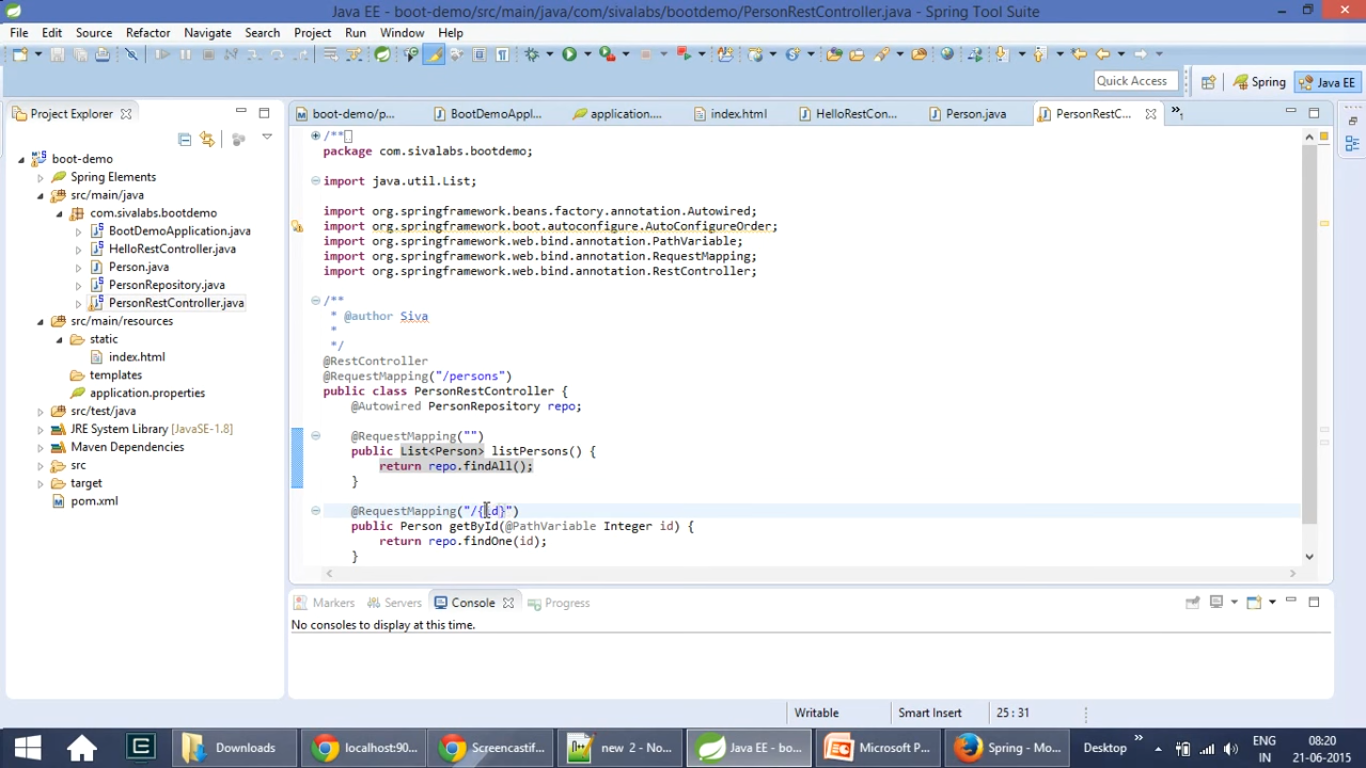 Java EE - boot-demo/src/main/java/com/sivalabs/bootdemo/PersonRestController.java - Spring Tool Suite
File Edit Source Refactor Navigate Search Project Run Window Help
Quick Access
Spring
Java EE
Project Explorer
boot-demo/p...
BootDemoAppl...
application....
index.html
HelloRestCon...
Person.java
PersonRestC...
»1
boot-demo
Spring Elements
src/main/java
com.sivalabs.bootdemo
BootDemoApplication.java
HelloRestController.java
Person.java
PersonRepository.java
PersonRestController.java
src/main/resources
static
index.html
templates
application.properties
src/test/java
JRE System Library [JavaSE-1.8]
Maven Dependencies
src
target
pom.xml
/**
package com.sivalabs.bootdemo;
import java.util.List;
import org.springframework.beans.factory.annotation.Autowired;
import org.springframework.boot.autoconfigure.AutoConfigureOrder;
import org.springframework.web.bind.annotation.PathVariable;
import org.springframework.web.bind.annotation.RequestMapping;
import org.springframework.web.bind.annotation.RestController;
/**
* @author Siva
*
*/
@RestController
@RequestMapping("/persons")
public class PersonRestController {
@Autowired PersonRepository repo;
@RequestMapping("")
public List<Person> listPersons() {
return repo.findAll();
}
@RequestMapping("/{id}")
public Person getById(@PathVariable Integer id) {
return repo.findOne(id);
}
Markers Servers Console Progress
No consoles to display at this time.
Writable Smart Insert 25 : 31
Downloads
localhost:90...
Screencastif...
new 2 - No...
Java EE - bo...
Microsoft P...
Spring - Mo...
Desktop
ENG
IN
08:20
21-06-2015